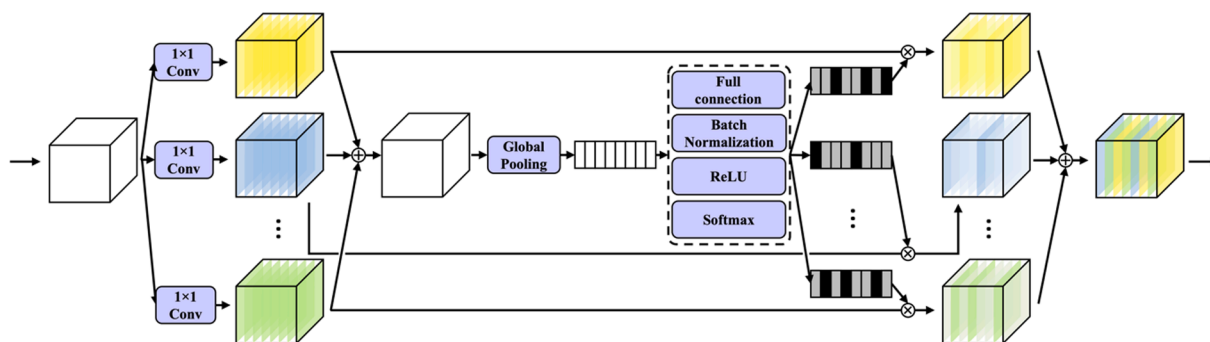 1×1
Conv
1×1
Conv
1×1
Conv
Global
Pooling
Full
connection
Batch
Normalization
ReLU
Softmax